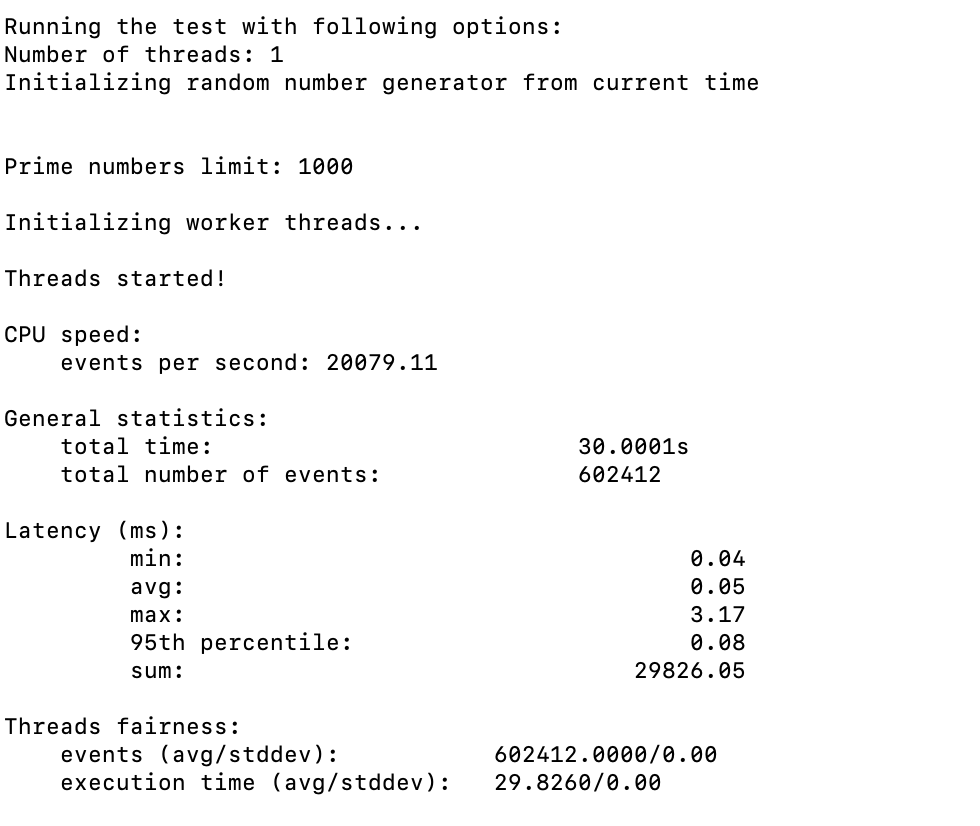 Running the test with following options:
Number of threads: 1
Initializing random number generator from current time
Prime numbers limit: 1000
Initializing worker threads...
Threads started!
CPU speed:
events per second: 20079.11
General statistics:
total time: 30.0001s
total number of events: 602412
Latency (ms):
min: 0.04
avg: 0.05
max: 3.17
95th percentile: 0.08
sum: 29826.05
Threads fairness:
events (avg/stddev): 602412.0000/0.00
execution time (avg/stddev): 29.8260/0.00